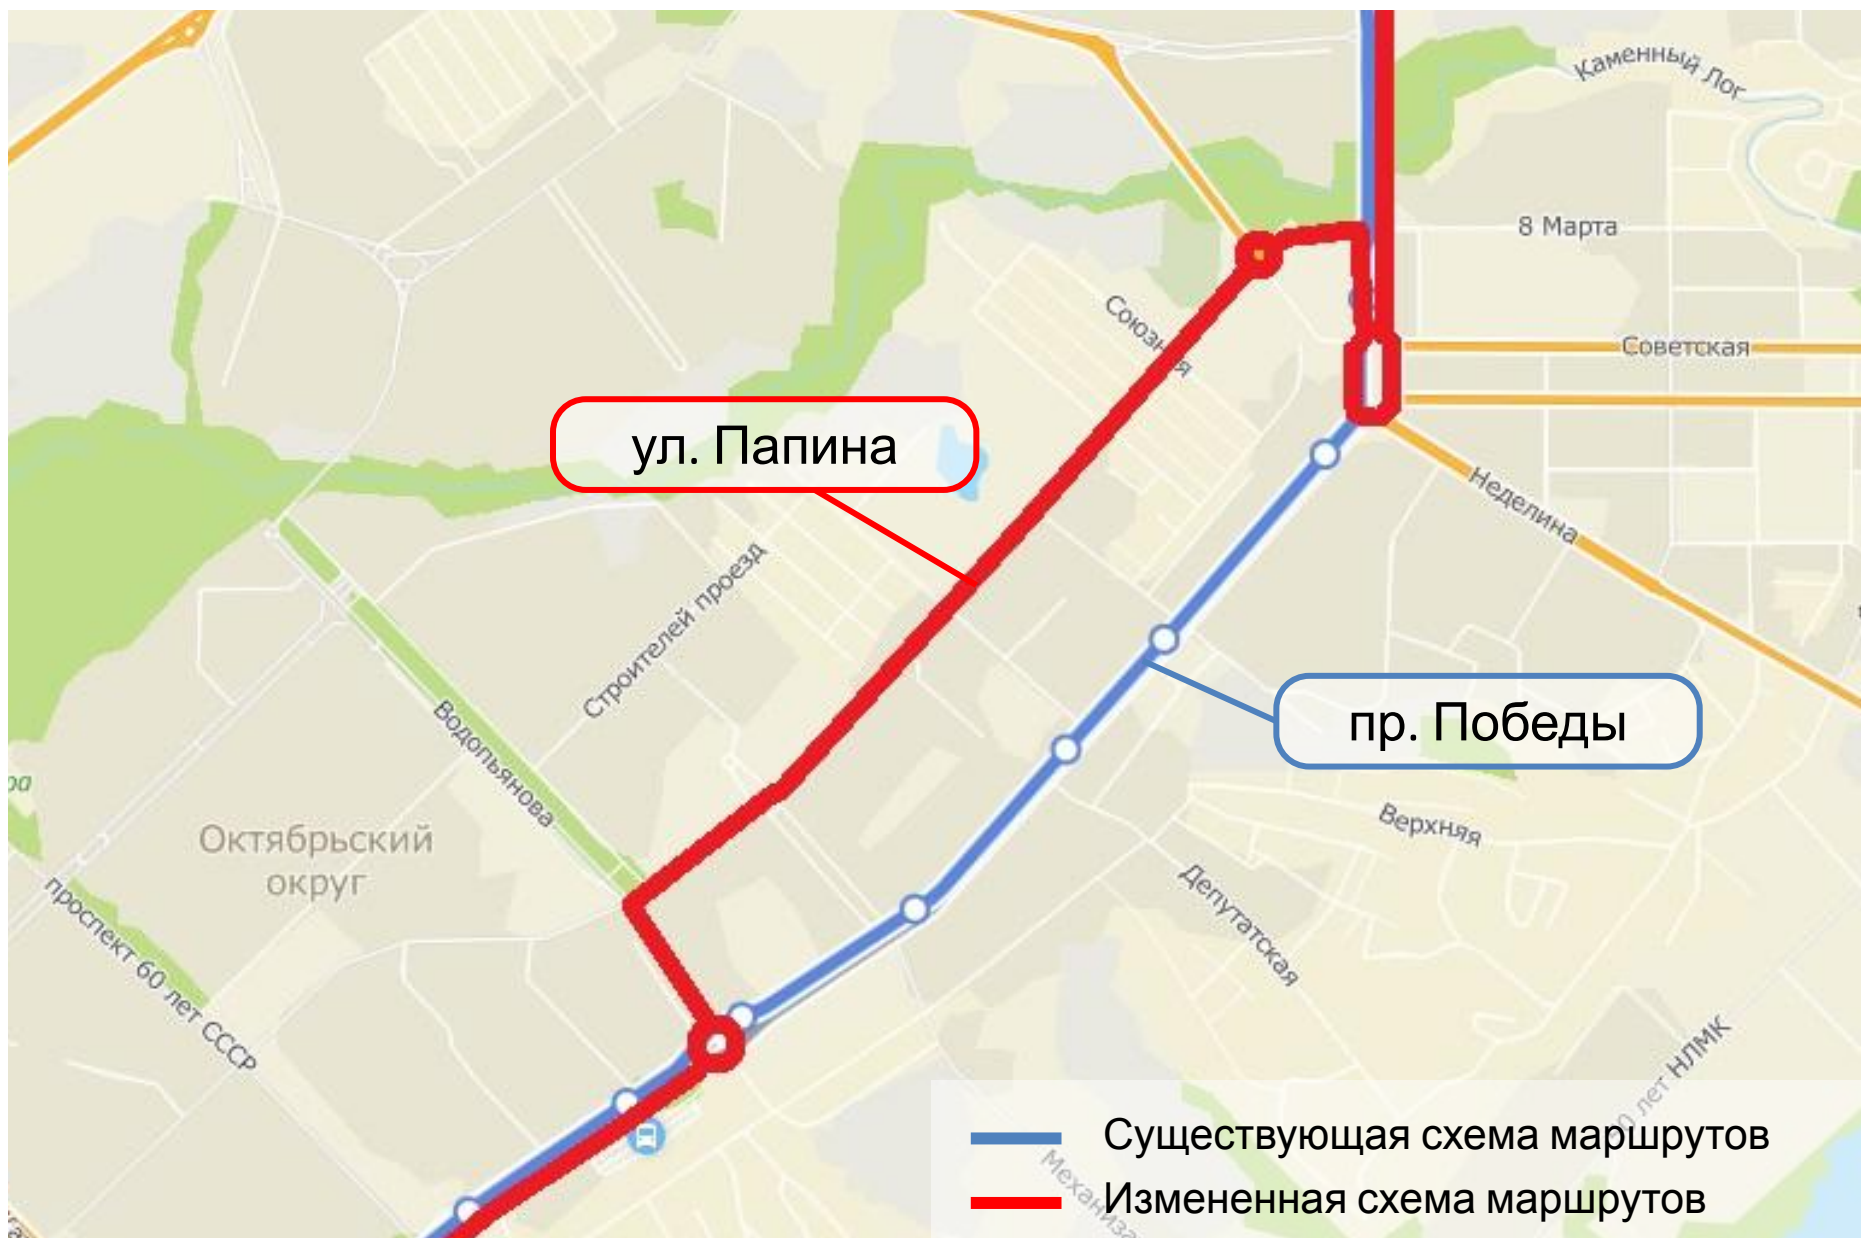 Каменный Лог
8 Марта
Союзная
Советская
ул. Папина
Неделина
Строителей проезд
пр. Победы
Водопьянова
ра
Верхняя
Октябрьский
округ
Депутатская
проспект 60 лет СССР
лет НЛМК
Существующая схема маршрутов
Измененная схема маршрутов